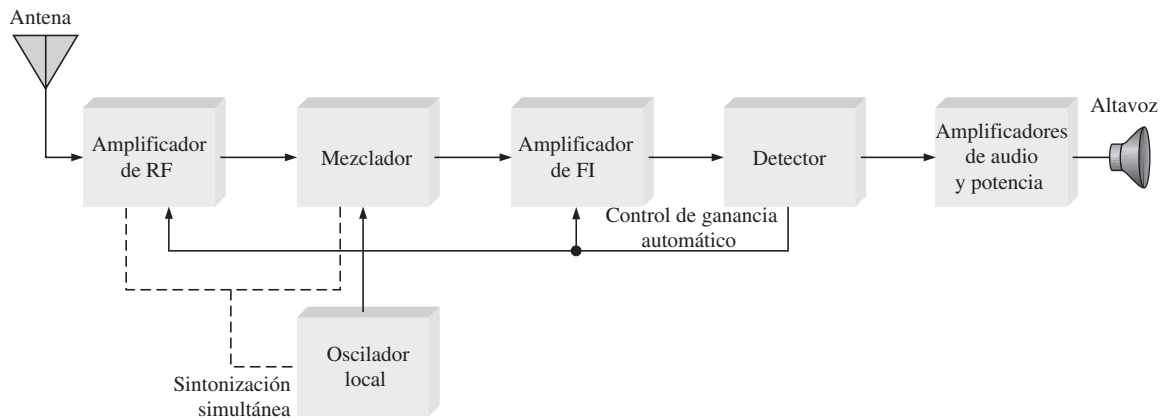 Antena
Altavoz
Amplificador
de RF
Mezclador
Amplificador
de FI
Detector
Amplificadores
de audio
y potencia
Control de ganancia
automático
Oscilador
local
Sintonización
simultánea